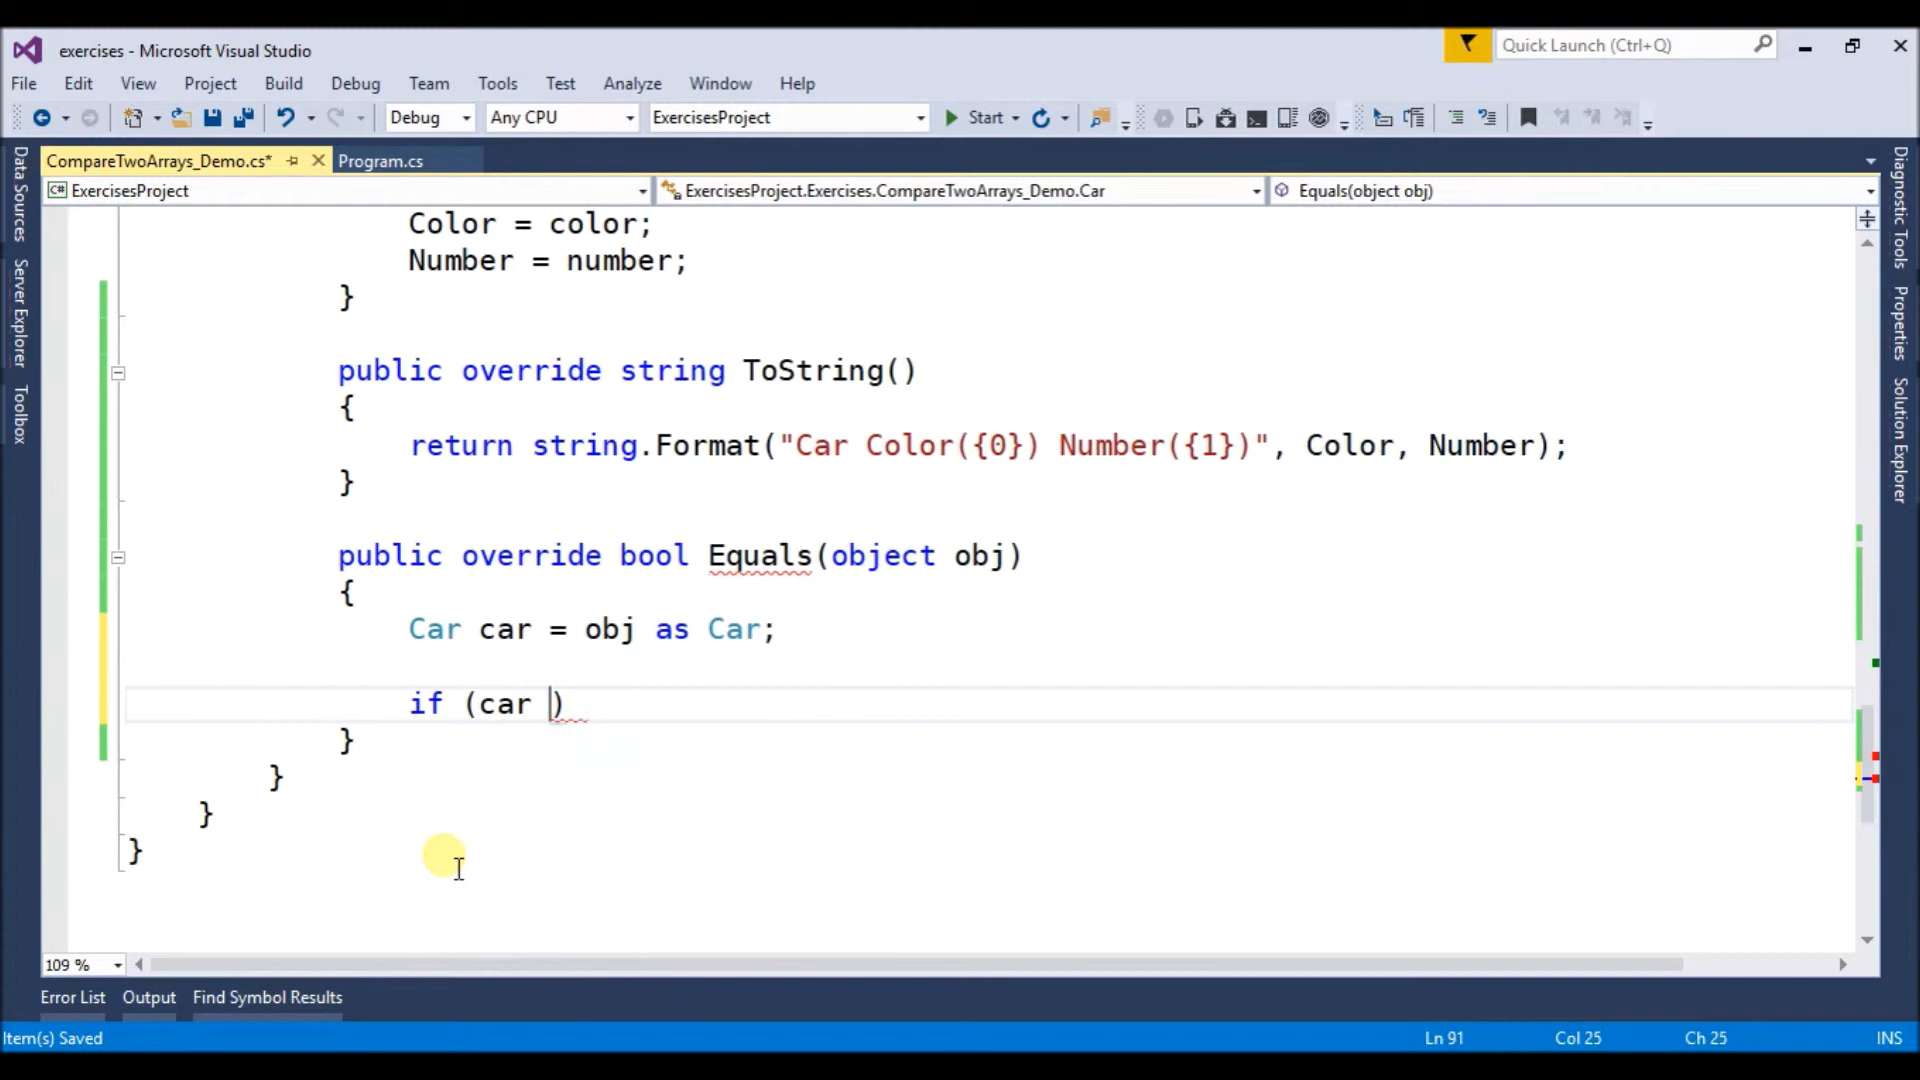 exercises - Microsoft Visual Studio
Quick Launch (Ctrl+Q)
File Edit View Project Build Debug Team Tools Test Analyze Window Help
Debug Any CPU ExercisesProject Start
CompareTwoArrays_Demo.cs* Program.cs
C# ExercisesProject ExercisesProject.Exercises.CompareTwoArrays_Demo.Car Equals(object obj)
Data Sources
Server Explorer
Toolbox
Color = color;
Number = number;
}
public override string ToString()
{
return string.Format("Car Color({0}) Number({1})", Color, Number);
}
public override bool Equals(object obj)
{
Car car = obj as Car;
if (car )
}
}
}
}
Diagnostic Tools
Properties
Solution Explorer
109 %
Error List Output Find Symbol Results
Item(s) Saved Ln 91 Col 25 Ch 25 INS